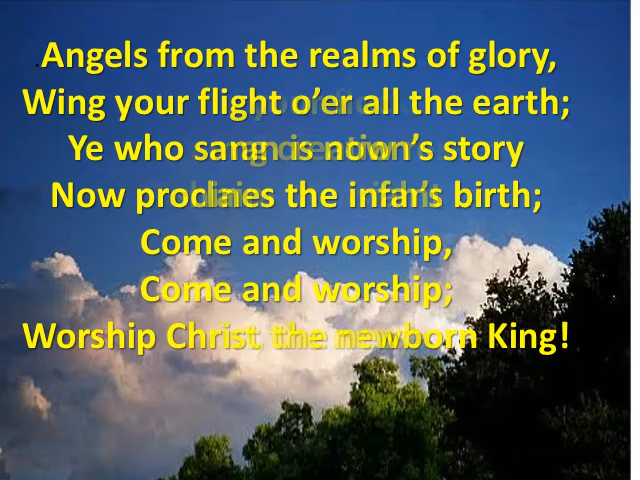 Angels from the realms of glory,
Wing your flight o’er all the earth;
Ye who story
Now the birth;
Come and worship,
Come and worship;
Worship Christ the newborn King!